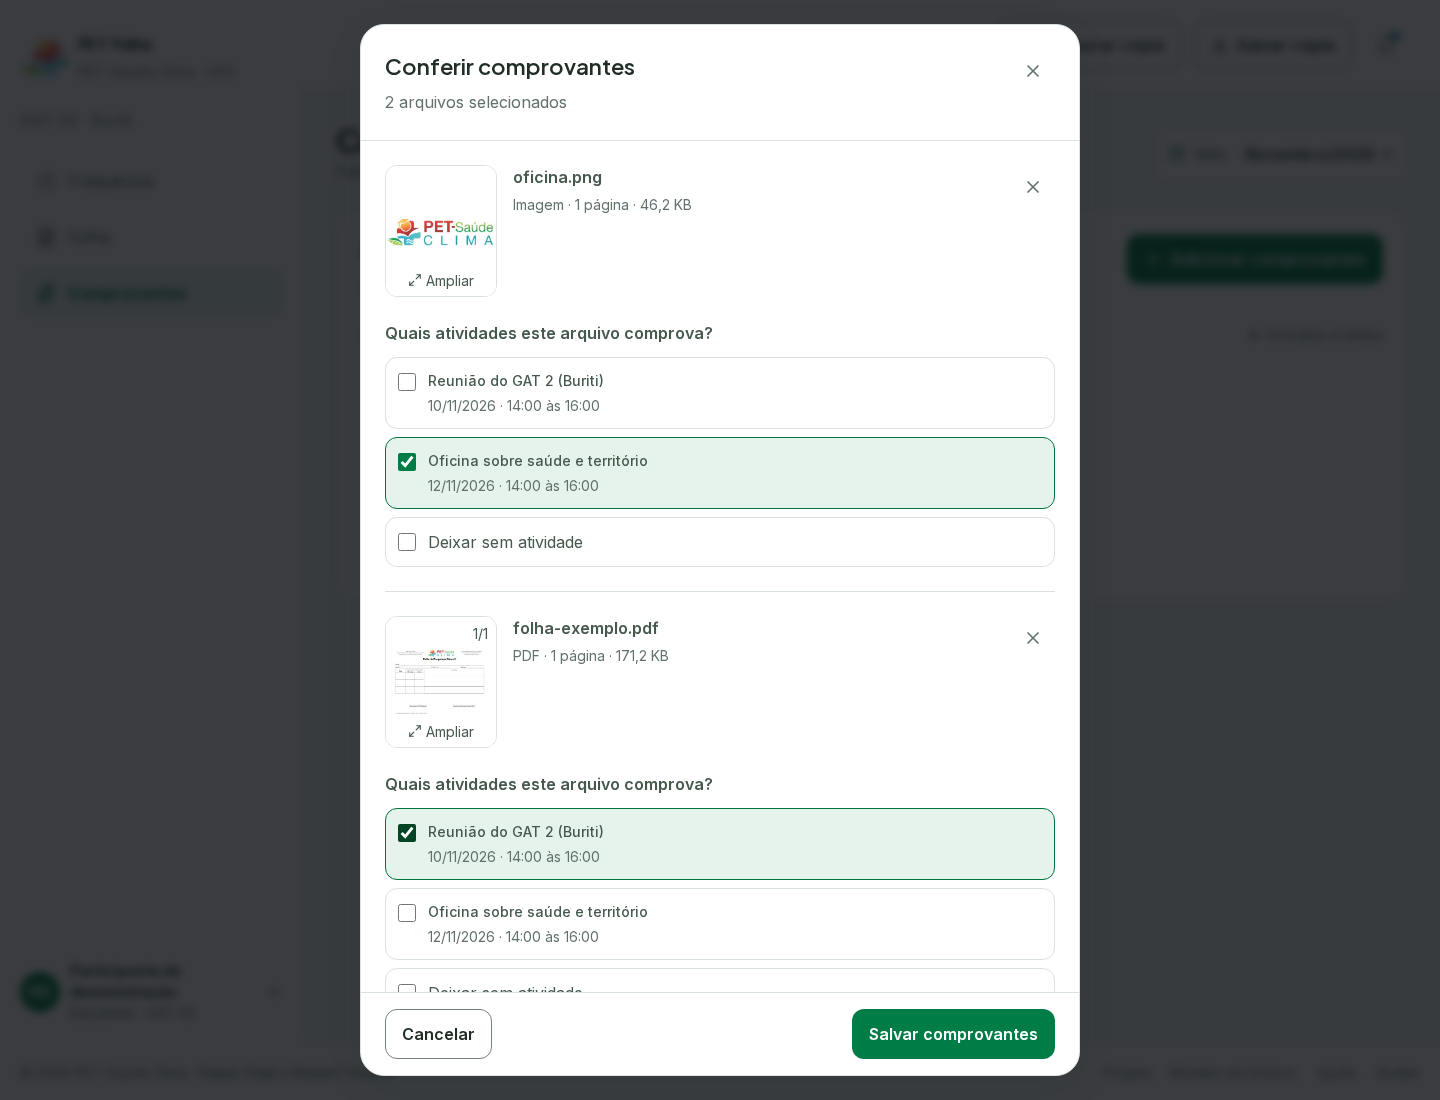 Conferir comprovantes
2 arquivos selecionados
oficina.png
Imagem · 1 página · 46,2 KB
PET-Saúde
CLIMA
Ampliar
Quais atividades este arquivo comprova?
Reunião do GAT 2 (Buriti)
10/11/2026 · 14:00 às 16:00
Oficina sobre saúde e território
12/11/2026 · 14:00 às 16:00
Deixar sem atividade
1/1
folha-exemplo.pdf
PDF · 1 página · 171,2 KB
Ampliar
Quais atividades este arquivo comprova?
Reunião do GAT 2 (Buriti)
10/11/2026 · 14:00 às 16:00
Oficina sobre saúde e território
12/11/2026 · 14:00 às 16:00
Deixar sem atividade
Cancelar
Salvar comprovantes